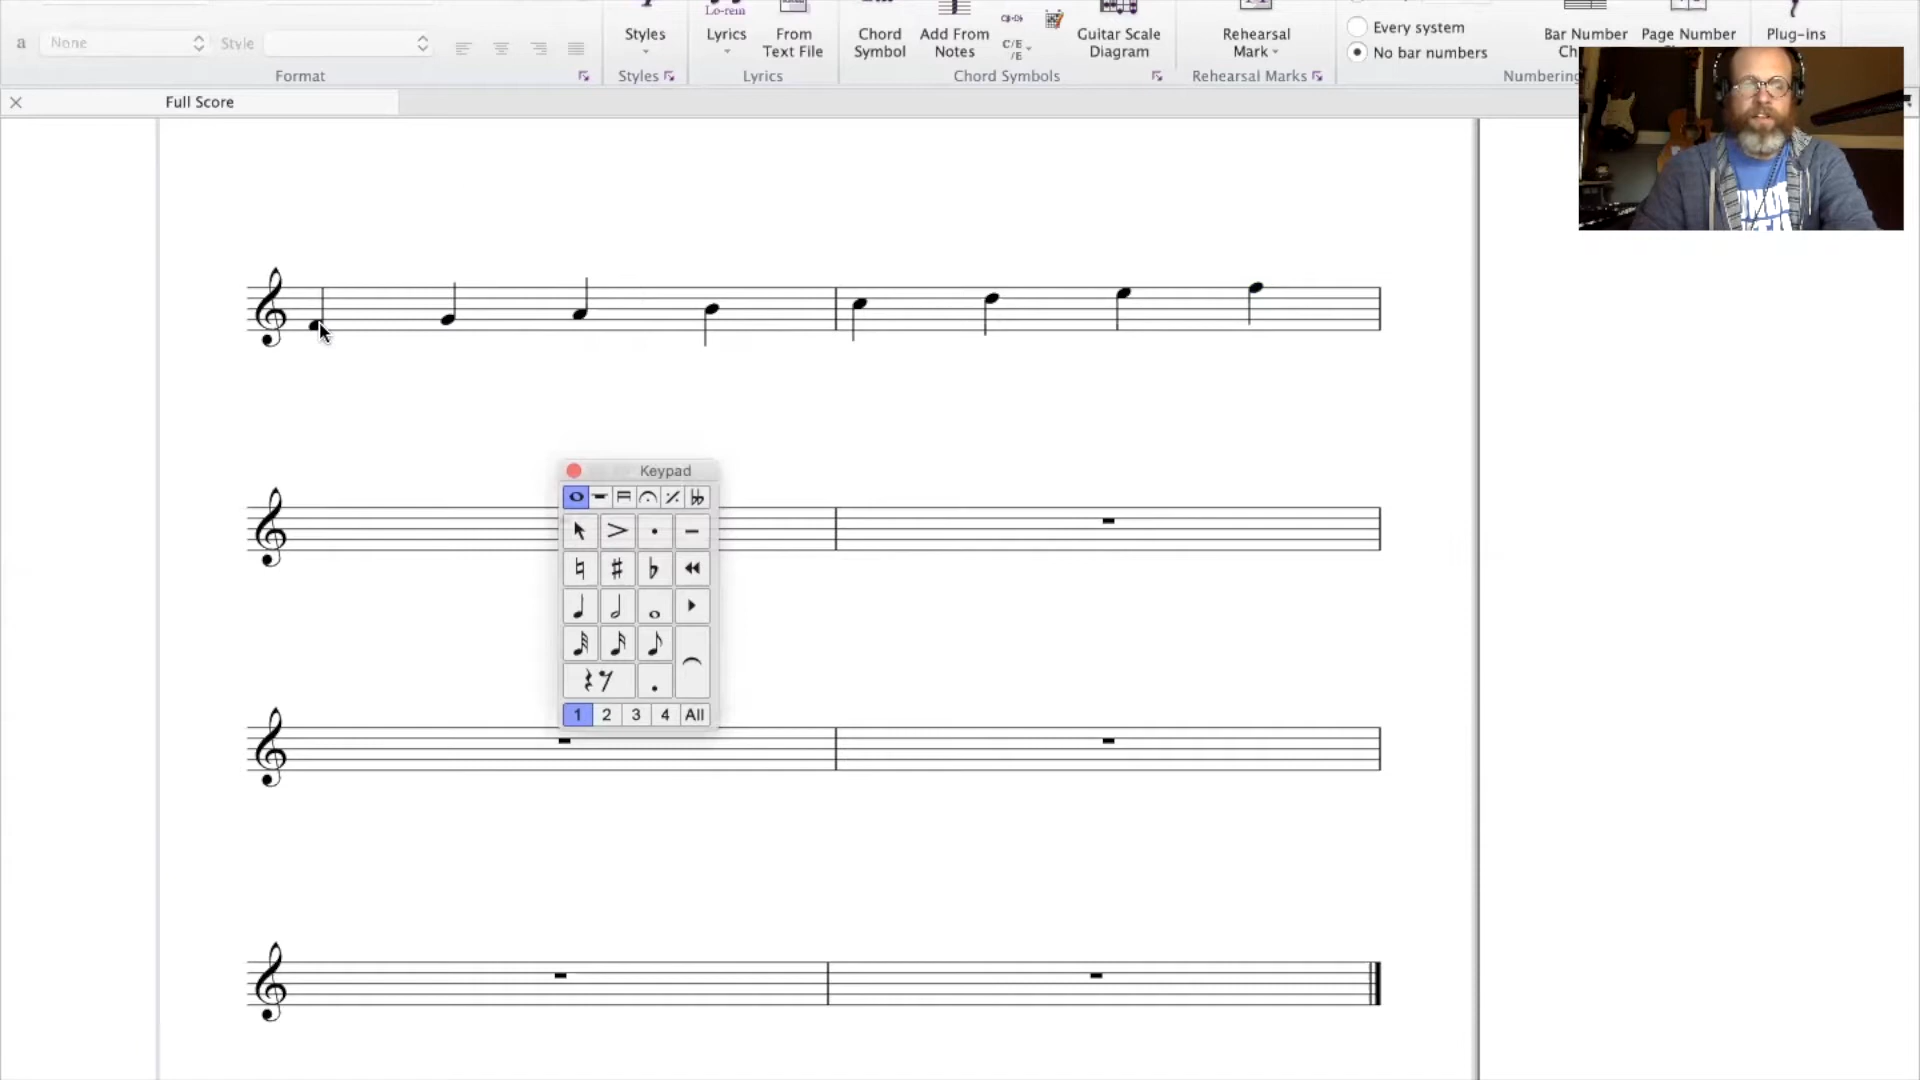 Lo-rem
a None Style
Styles
Lyrics
From
Text File
Chord
Symbol
Add From
Notes
C/E
/E
Guitar Scale
Diagram
Rehearsal
Mark
Every system
No bar numbers
Bar Number
Page Number
Plug-ins
Format
Styles
Lyrics
Chord Symbols
Rehearsal Marks
Numbering
Full Score
Keypad
1 2 3 4 All